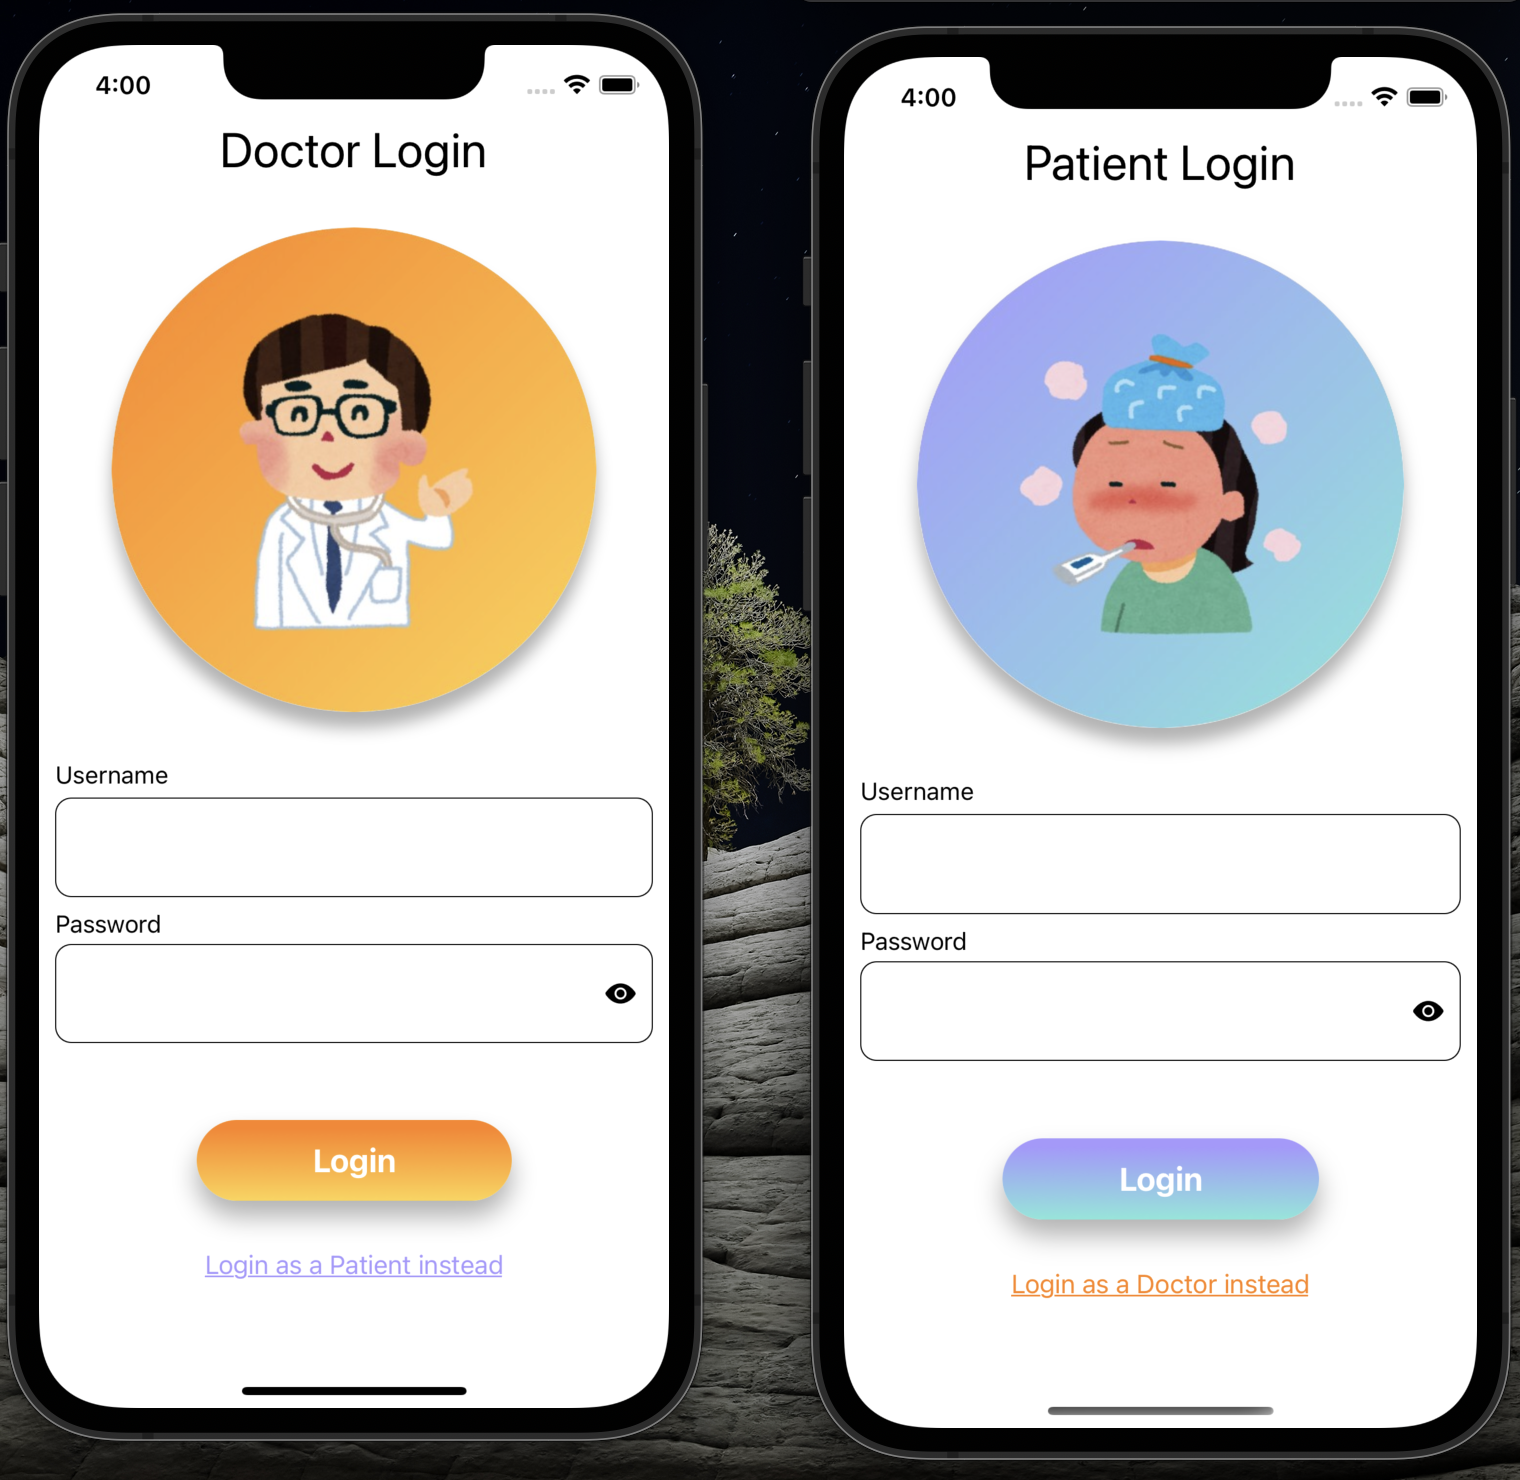 4:00
Doctor Login
Username
Password
Login
Login as a Patient instead
4:00
Patient Login
Username
Password
Login
Login as a Doctor instead